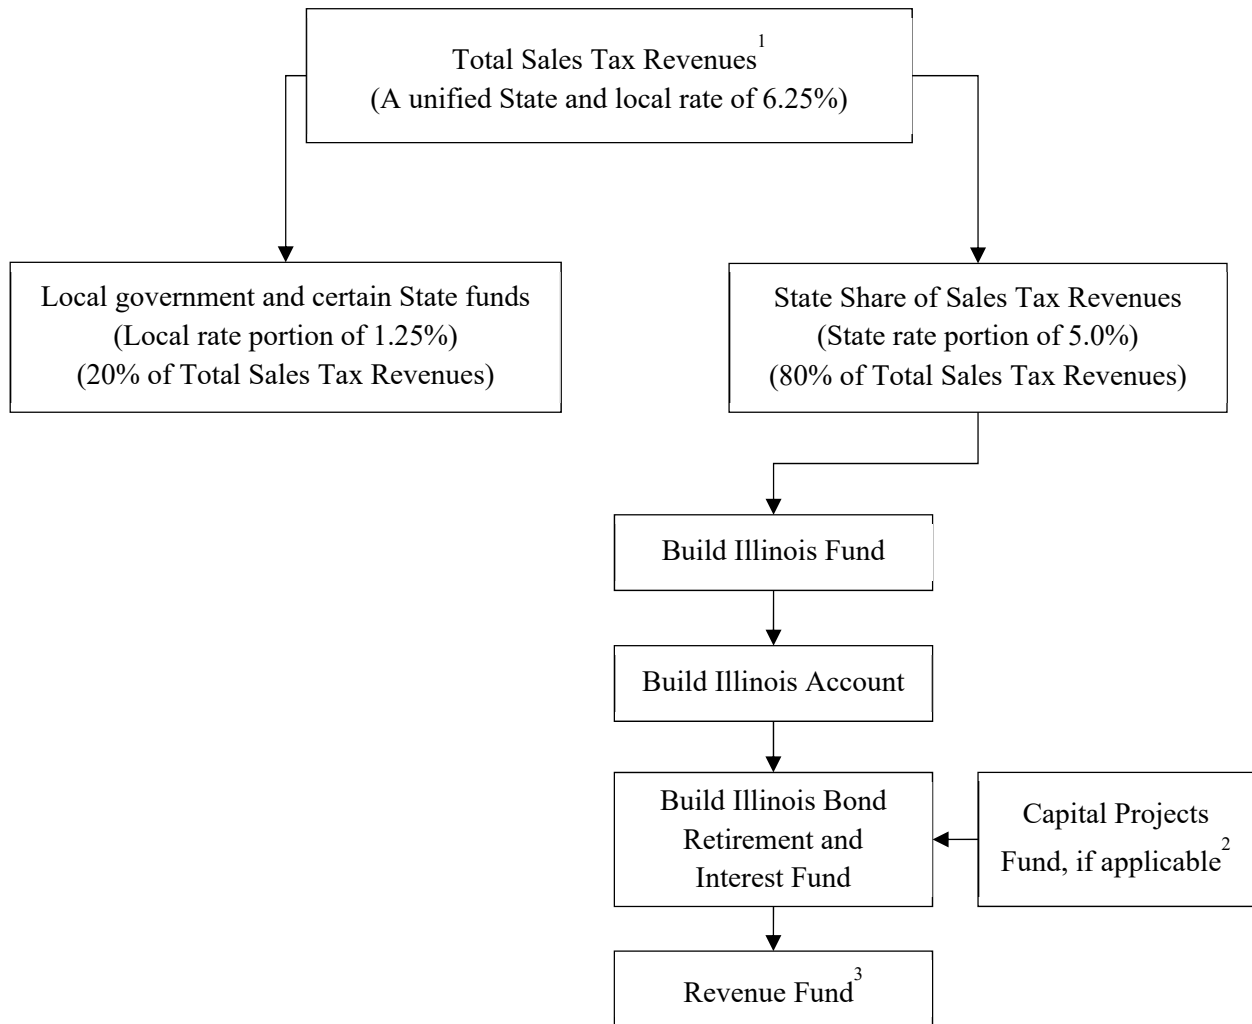 Total Sales Tax Revenues1
(A unified State and local rate of 6.25%)
Local government and certain State funds
(Local rate portion of 1.25%)
(20% of Total Sales Tax Revenues)
State Share of Sales Tax Revenues
(State rate portion of 5.0%)
(80% of Total Sales Tax Revenues)
Build Illinois Fund
Build Illinois Account
Build Illinois Bond
Retirement and
Interest Fund
Capital Projects
Fund, if applicable2
Revenue Fund3